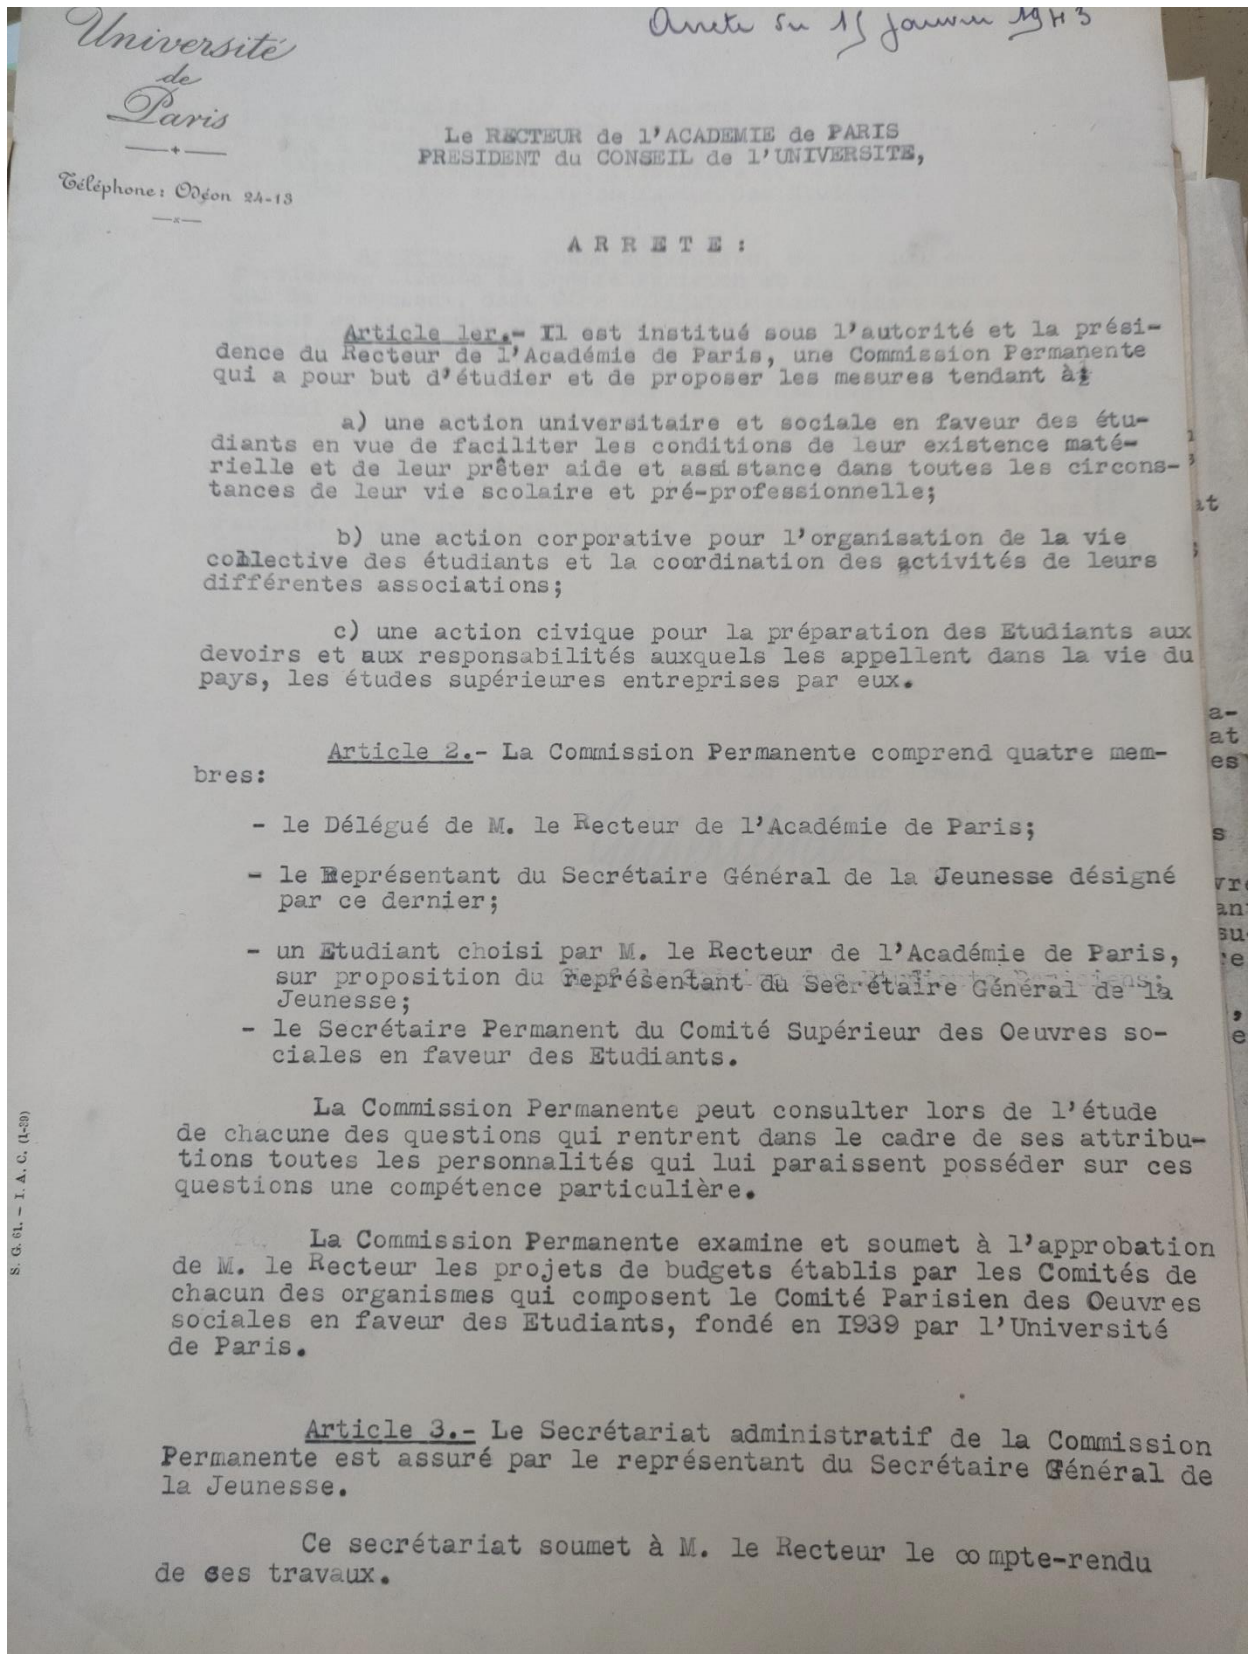 Arrete du 15 Janvier 1943
Université
de
Paris
Téléphone: Odéon 24-13
Le RECTEUR de l'ACADEMIE de PARIS
PRESIDENT du CONSEIL de l'UNIVERSITE,
ARRETE:
Article 1er.- Il est institué sous l'autorité et la prési-
dence du Recteur de l'Académie de Paris, une Commission Permanente
qui a pour but d'étudier et de proposer les mesures tendant à:
a) une action universitaire et sociale en faveur des étu-
diants en vue de faciliter les conditions de leur existence maté-
rielle et de leur prêter aide et assistance dans toutes les circons-
tances de leur vie scolaire et pré-professionnelle;
b) une action corporative pour l'organisation de la vie
collective des étudiants et la coordination des activités de leurs
différentes associations;
c) une action civique pour la préparation des Etudiants aux
devoirs et aux responsabilités auxquels les appellent dans la vie du
pays, les études supérieures entreprises par eux.
Article 2.- La Commission Permanente comprend quatre mem-
bres:
- le Délégué de M. le Recteur de l'Académie de Paris;
- le Représentant du Secrétaire Général de la Jeunesse désigné
par ce dernier;
- un Etudiant choisi par M. le Recteur de l'Académie de Paris,
sur proposition du représentant du Secrétaire Général de la
Jeunesse;
- le Secrétaire Permanent du Comité Supérieur des Oeuvres so-
ciales en faveur des Etudiants.
La Commission Permanente peut consulter lors de l'étude
de chacune des questions qui rentrent dans le cadre de ses attribu-
tions toutes les personnalités qui lui paraissent posséder sur ces
questions une compétence particulière.
La Commission Permanente examine et soumet à l'approbation
de M. le Recteur les projets de budgets établis par les Comités de
chacun des organismes qui composent le Comité Parisien des Oeuvres
sociales en faveur des Etudiants, fondé en I939 par l'Université
de Paris.
Article 3.- Le Secrétariat administratif de la Commission
Permanente est assuré par le représentant du Secrétaire Général de
la Jeunesse.
Ce secrétariat soumet à M. le Recteur le compte-rendu
de ses travaux.
S. G. 61. – I. A. C. (1-39)